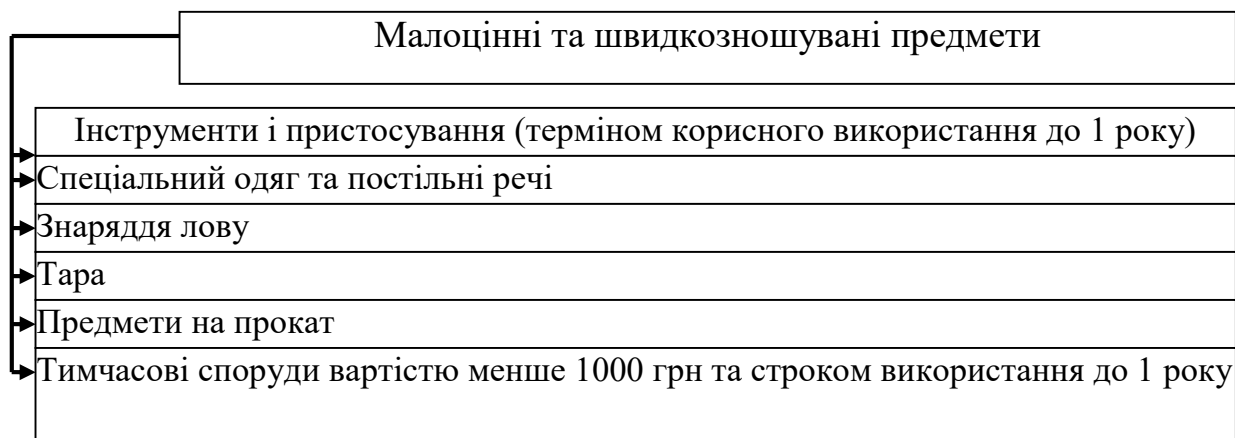 Малоцінні та швидкозношувані предмети
Інструменти і пристосування (терміном корисного використання до 1 року)
Спеціальний одяг та постільні речі
Знаряддя лову
Тара
Предмети на прокат
Тимчасові споруди вартістю менше 1000 грн та строком використання до 1 року